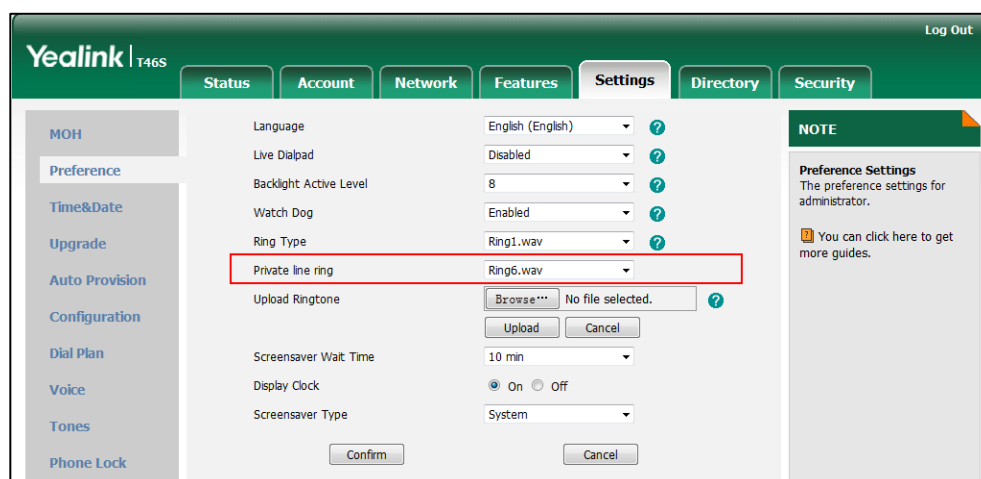 Log Out
Yealink | T46S
Status Account Network Features Settings Directory Security
MOH
Preference
Time&Date
Upgrade
Auto Provision
Configuration
Dial Plan
Voice
Tones
Phone Lock
Language English (English)
Live Dialpad Disabled
Backlight Active Level 8
Watch Dog Enabled
Ring Type Ring1.wav
Private line ring Ring6.wav
Upload Ringtone Browse... No file selected.
Upload Cancel
Screensaver Wait Time 10 min
Display Clock On Off
Screensaver Type System
Confirm Cancel
NOTE
Preference Settings
The preference settings for
administrator.
You can click here to get
more guides.